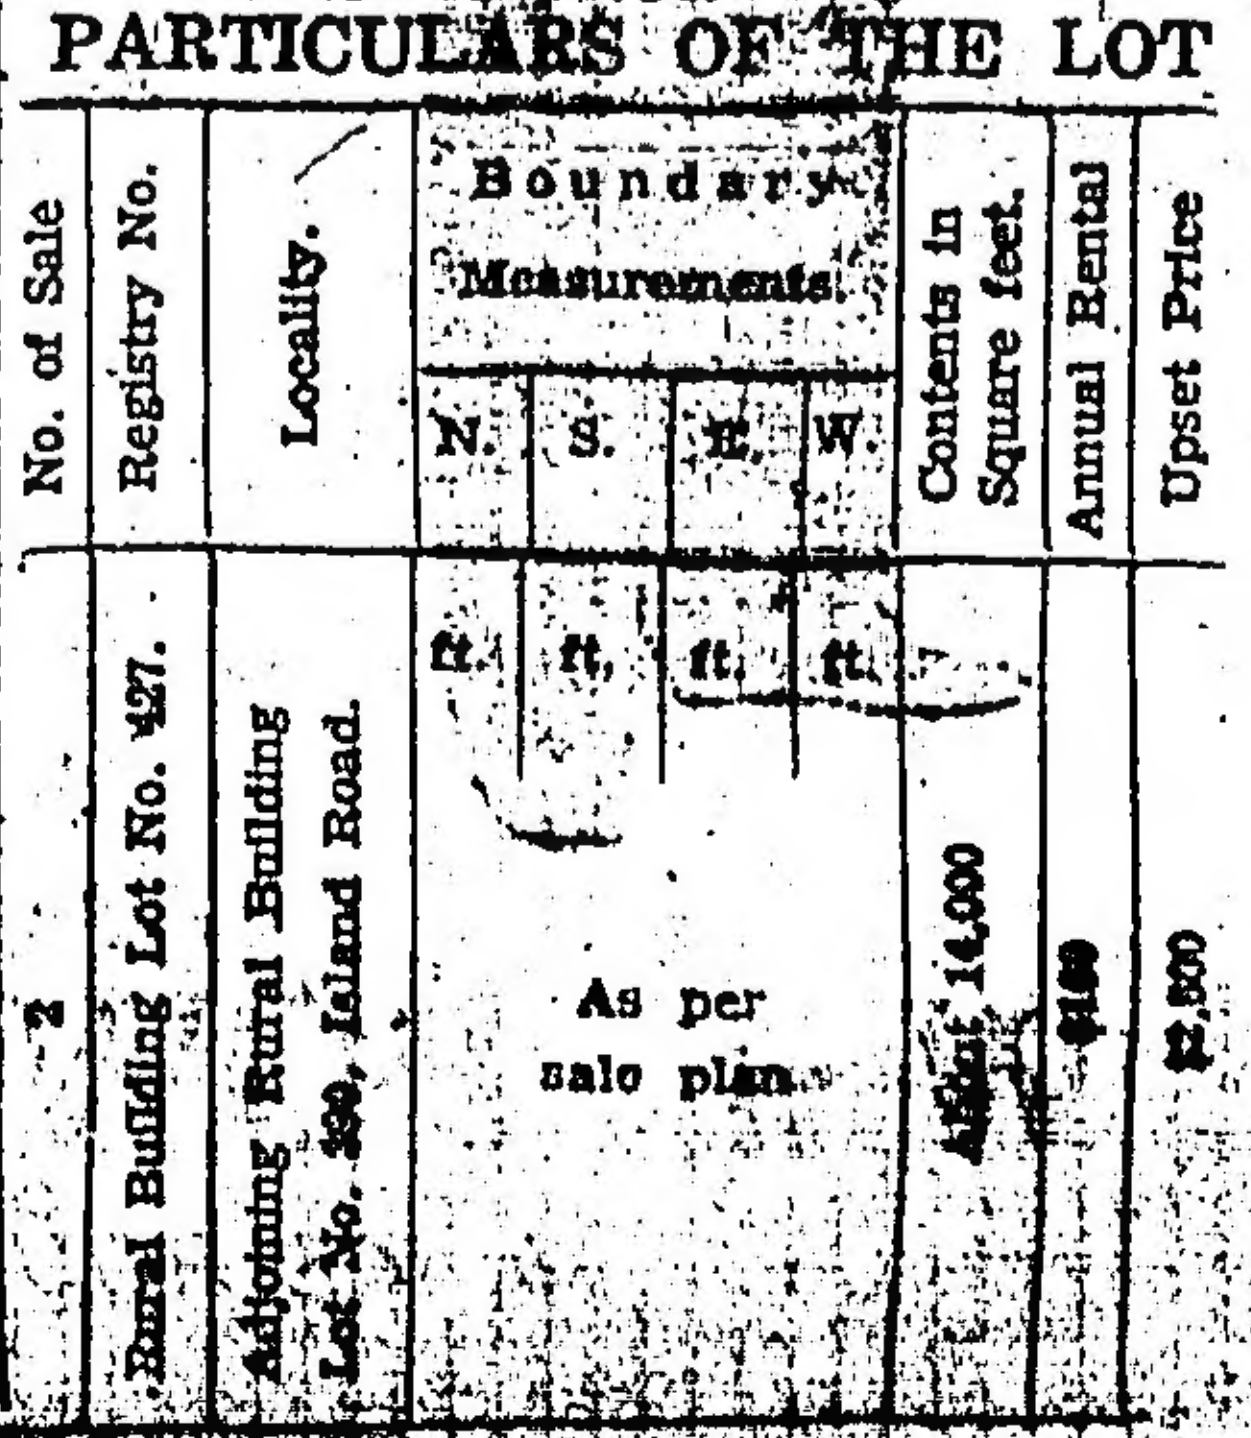 PARTICULARS OF THE LOT
No. of Sale
Registry No.
Locality.
Boundary
Measurements.
N.
S.
E.
W.
Contents in
Square feet.
Annual Rental
Upset Price
2
Rural Building Lot No. 427.
Adjoining Rural Building
Lot No. Island Road.
ft.
ft.
ft.
ft.
As per
sale plan
About 14,000